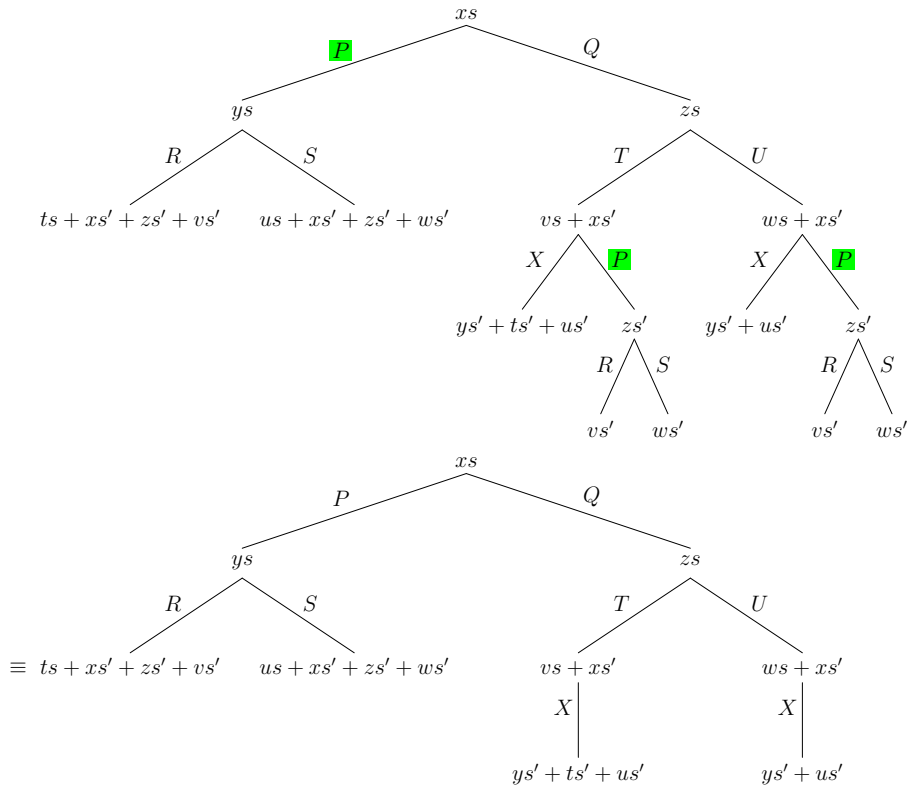 xs
P Q
ys zs
R S T U
ts + xs′ + zs′ + vs′ us + xs′ + zs′ + ws′ vs + xs′ ws + xs′
X P X P
ys′ + ts′ + us′ zs′ ys′ + us′ zs′
R S R S
vs′ ws′ vs′ ws′
xs
P Q
ys zs
R S T U
≡ ts + xs′ + zs′ + vs′ us + xs′ + zs′ + ws′ vs + xs′ ws + xs′
X X
ys′ + ts′ + us′ ys′ + us′